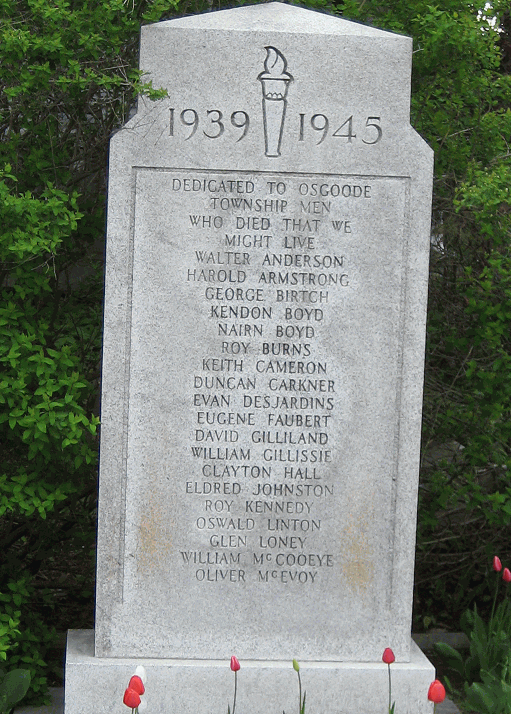 1939 1945
DEDICATED TO OSGOODE
TOWNSHIP MEN
WHO DIED THAT WE
MIGHT LIVE
WALTER ANDERSON
HAROLD ARMSTRONG
GEORGE BIRTCH
KENDON BOYD
NAIRN BOYD
ROY BURNS
KEITH CAMERON
DUNCAN CARKNER
EVAN DESJARDINS
EUGENE FAUBERT
DAVID GILLILAND
WILLIAM GILLISSIE
CLAYTON HALL
ELDRED JOHNSTON
ROY KENNEDY
OSWALD LINTON
GLEN LONEY
WILLIAM McCOOEYE
OLIVER McEVOY